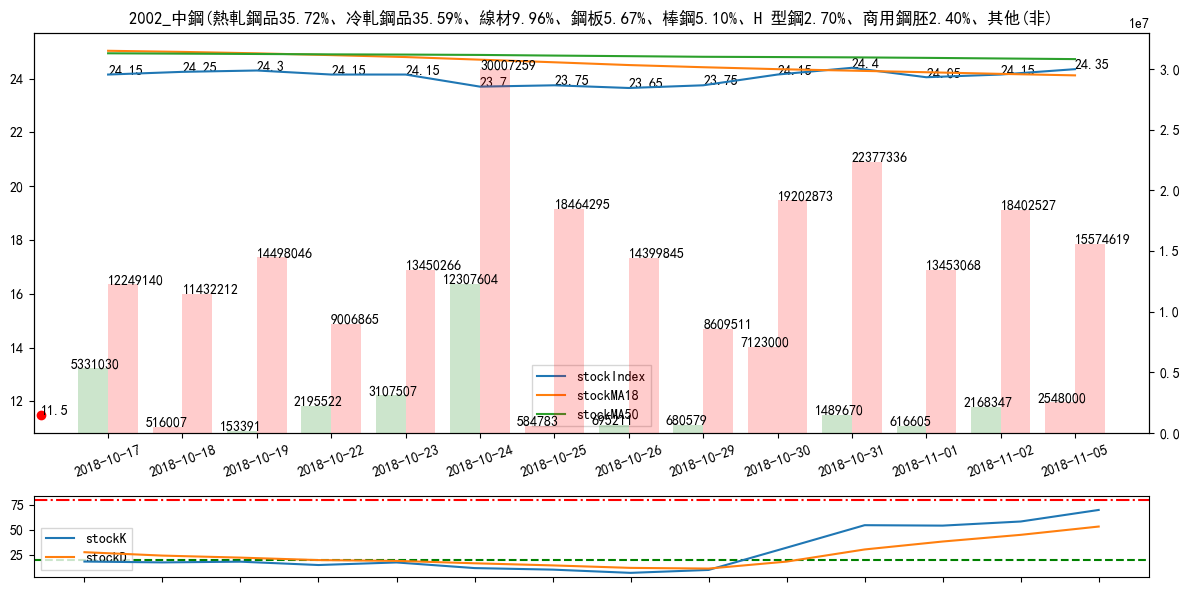 2002_中鋼(熱軋鋼品35.72%、冷軋鋼品35.59%、線材9.96%、鋼板5.67%、棒鋼5.10%、H 型鋼2.70%、商用鋼胚2.40%、其他(非)
1e7
24.15 24.25 24.3 24.15 24.15 23.7 23.75 23.65 23.75 24.15 24.4 24.05 24.15 24.35
24
22
20
18
16
14
12
3.0
2.5
2.0
1.5
1.0
0.5
0.0
12249140 11432212 14498046 9006865 13450266 30007259 18464295 14399845 8609511 19202873 22377336 13453068 18402527 15574619
5331030 516007 153391 2195522 3107507 12307604 584783 695211 680579 7123000 1489670 616605 2168347 2548000
11.5
stockIndex
stockMA18
stockMA50
2018-10-17 2018-10-18 2018-10-19 2018-10-22 2018-10-23 2018-10-24 2018-10-25 2018-10-26 2018-10-29 2018-10-30 2018-10-31 2018-11-01 2018-11-02 2018-11-05
75
50
25
stockK
stockD